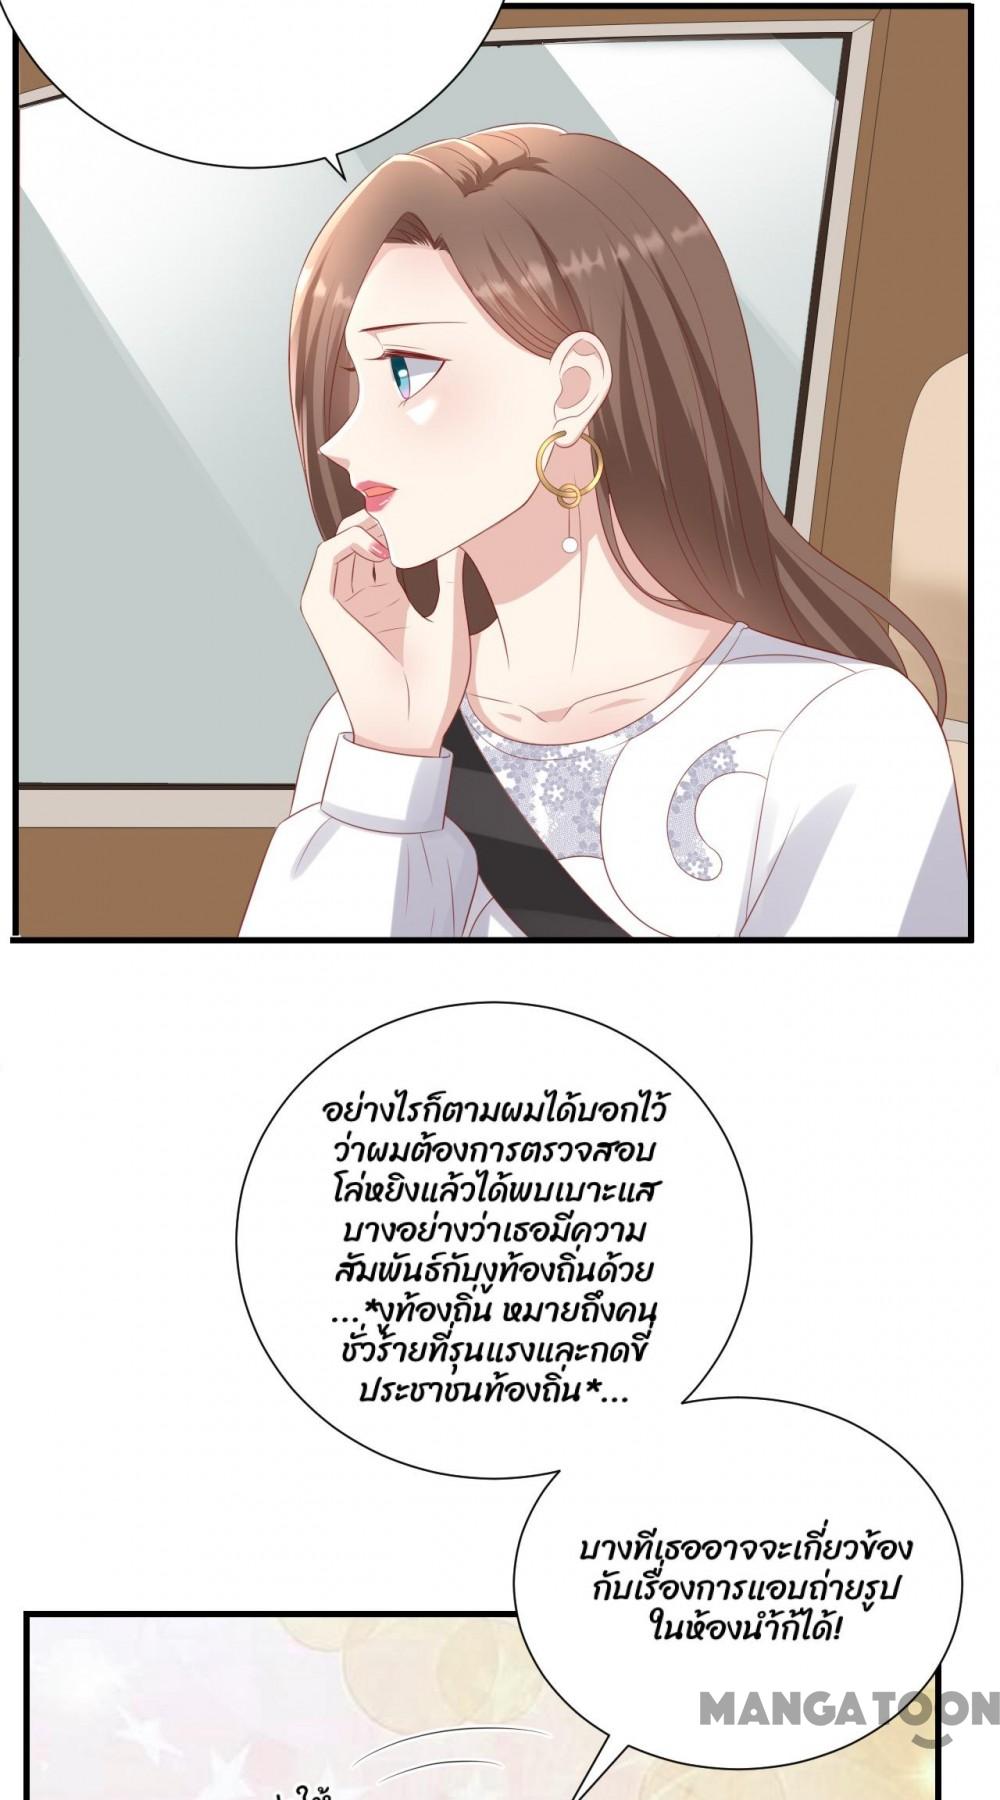 อย่างไรก็ตามผมได้บอกไว้
ว่าผมต้องการตรวจสอบ
โล่หยิงแล้วได้พบเบาะแส
บางอย่างว่าเธอมีความ
สัมพันธ์กับงูท้องถิ่นด้วย
...*งูท้องถิ่น หมายถึงคน
ชั่วร้ายที่รุนแรงและกดขี่
ประชาชนท้องถิ่น*...
บางทีเธออาจจะเกี่ยวข้อง
กับเรื่องการแอบถ่ายรูป
ในห้องน้ำก้ได้!
MANGATOON